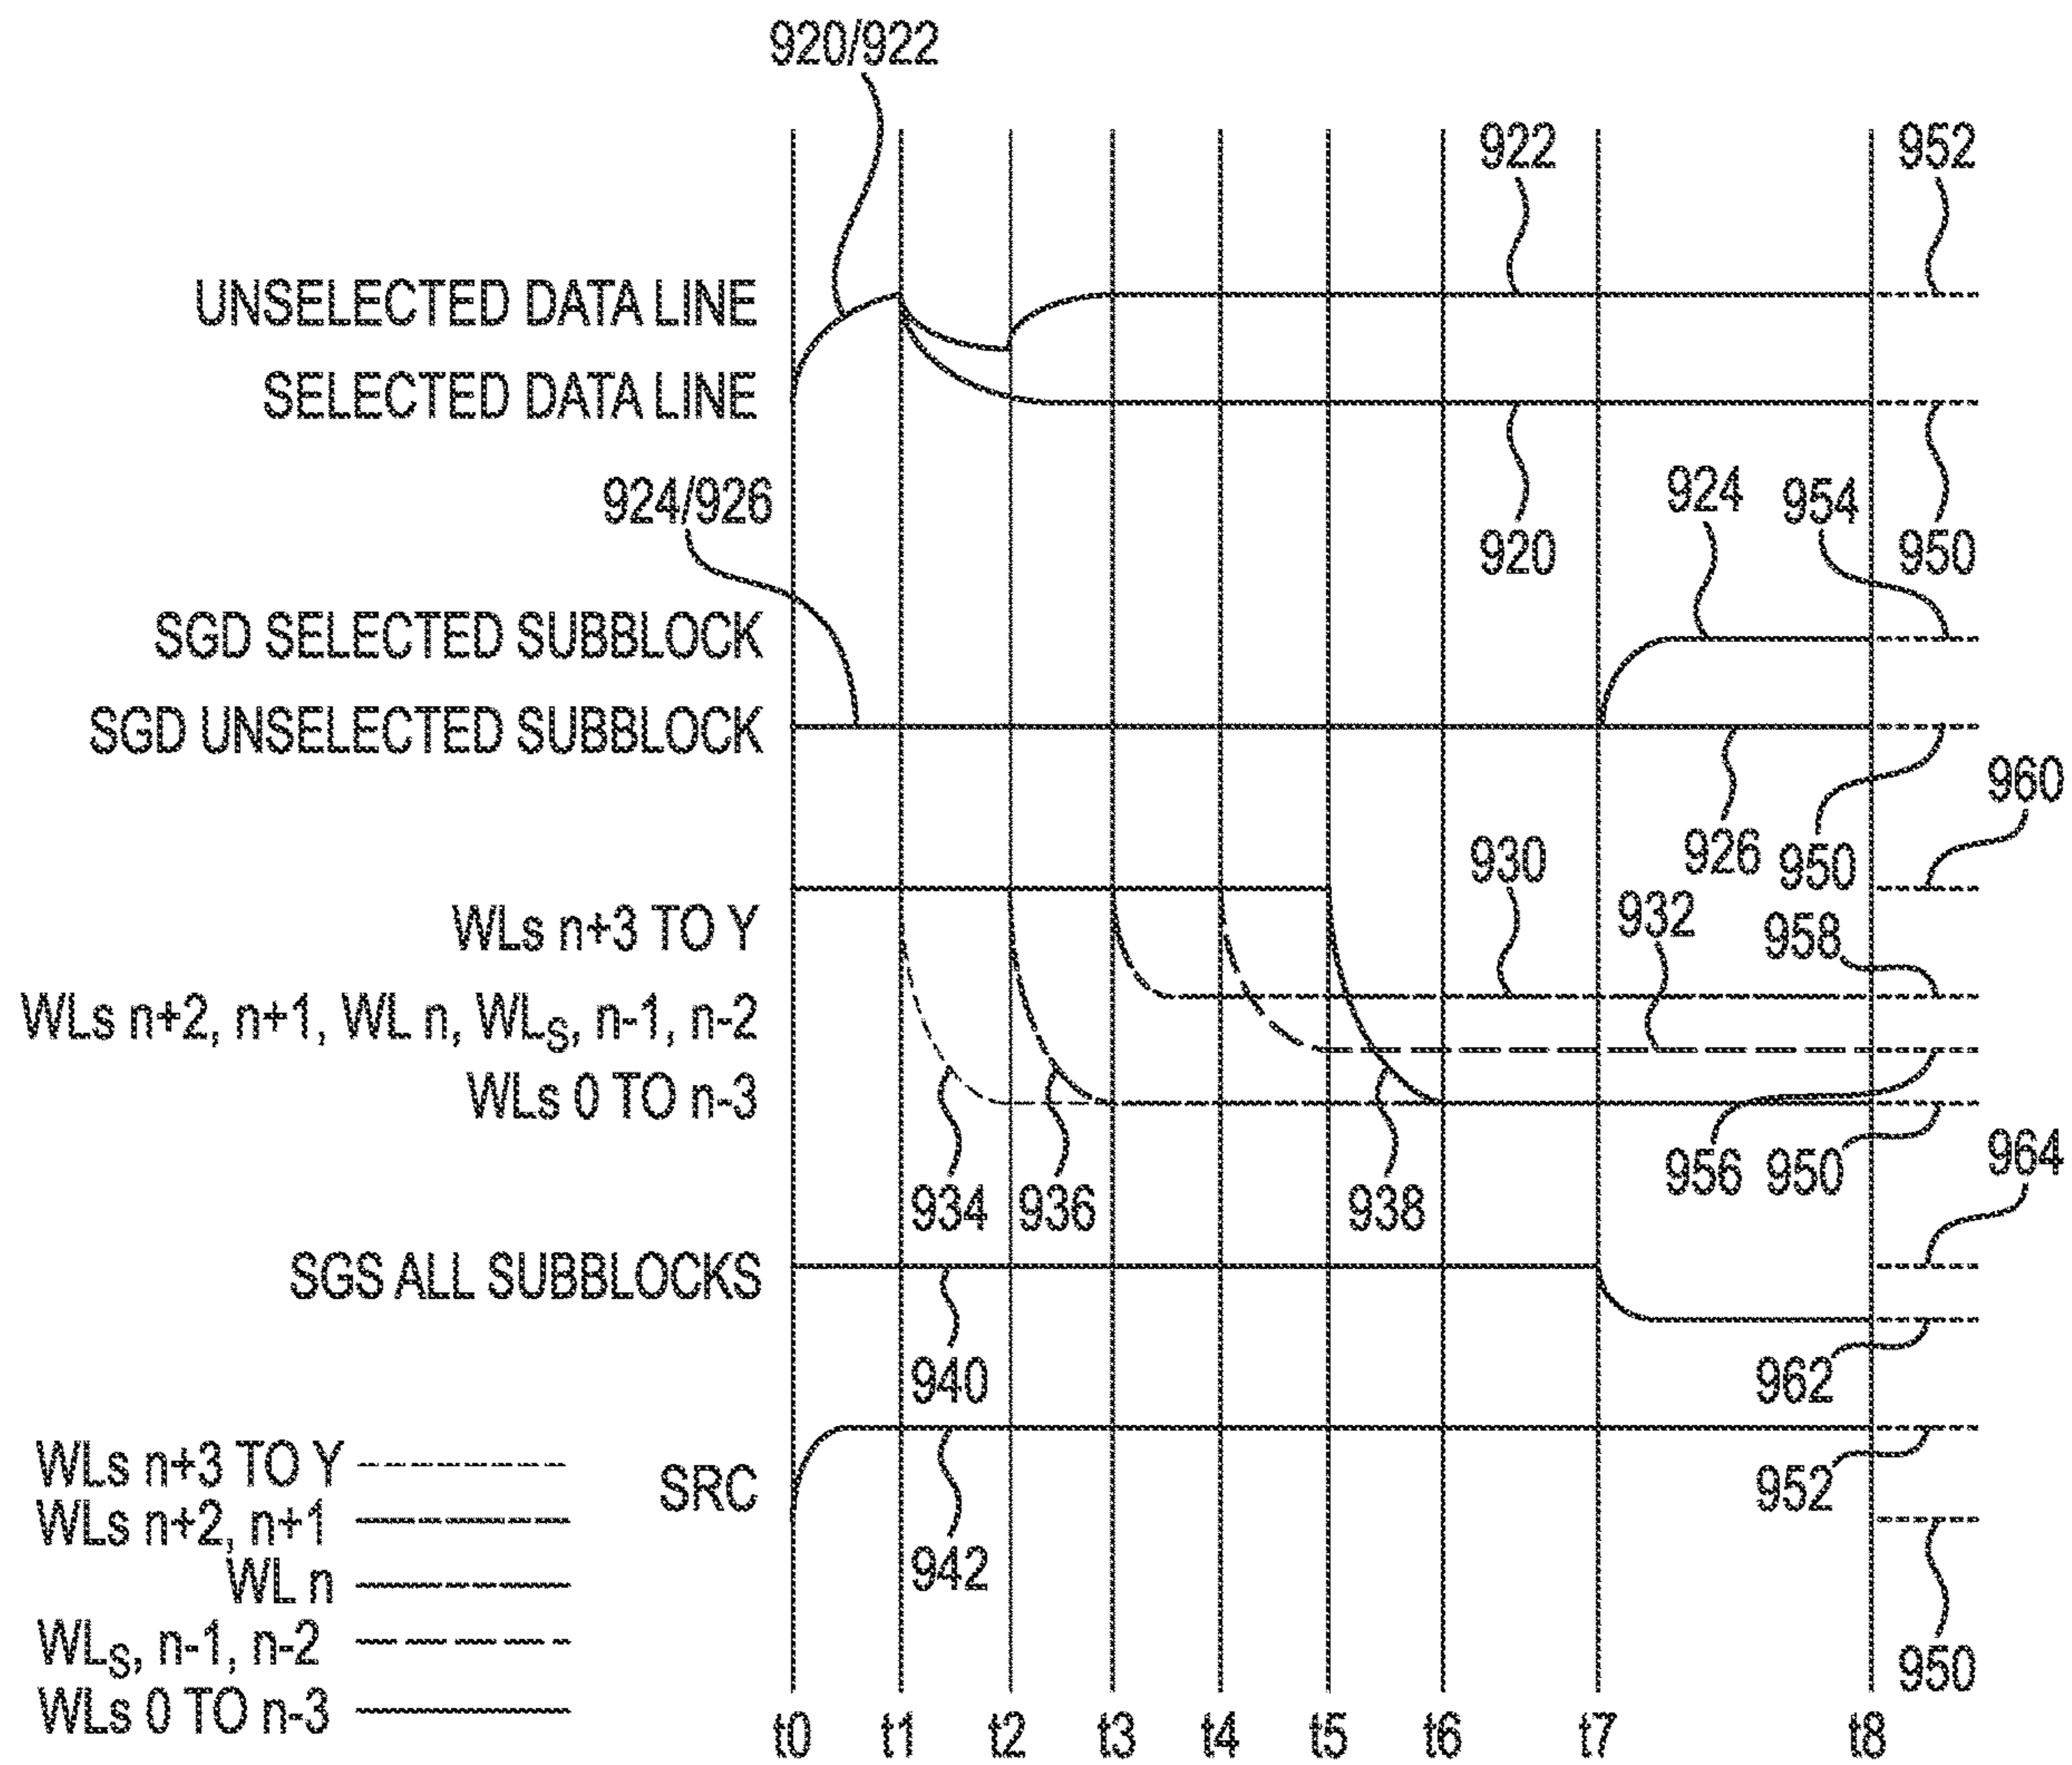 920/922
922
952
UNSELECTED DATA LINE
SELECTED DATA LINE
924/926
920
950
924
954
SGD SELECTED SUBBLOCK
SGD UNSELECTED SUBBLOCK
960
926
950
930
932
958
WLs n+3 TO Y
WLs n+2, n+1, WL n, WLS, n-1, n-2
WLs 0 TO n-3
934
936
938
956
950
964
SGS ALL SUBBLOCKS
940
962
SRC
942
952
950
WLs n+3 TO Y
WLs n+2, n+1
WL n
WLS, n-1, n-2
WLs 0 TO n-3
t0 t1 t2 t3 t4 t5 t6 t7 t8